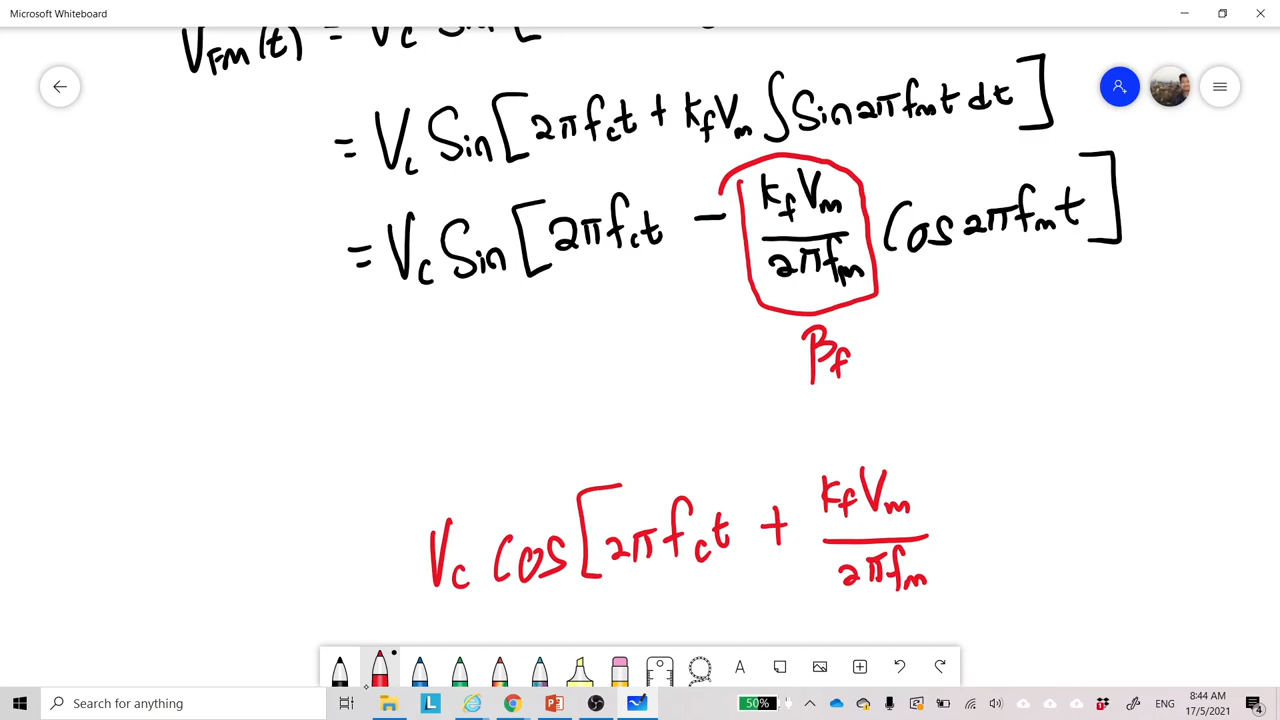 Microsoft Whiteboard
V_FM(t) = V_c Sin [
= V_c Sin [ 2πf_c t + k_f V_m ∫ Sin 2πf_m t dt ]
= V_c Sin [ 2πf_c t - k_f V_m / 2πf_m Cos 2πf_m t ]
β_f
V_c cos [ 2πf_c t + k_f V_m / 2πf_m
A
Search for anything
L
50%
ENG
8:44 AM
17/5/2021
4